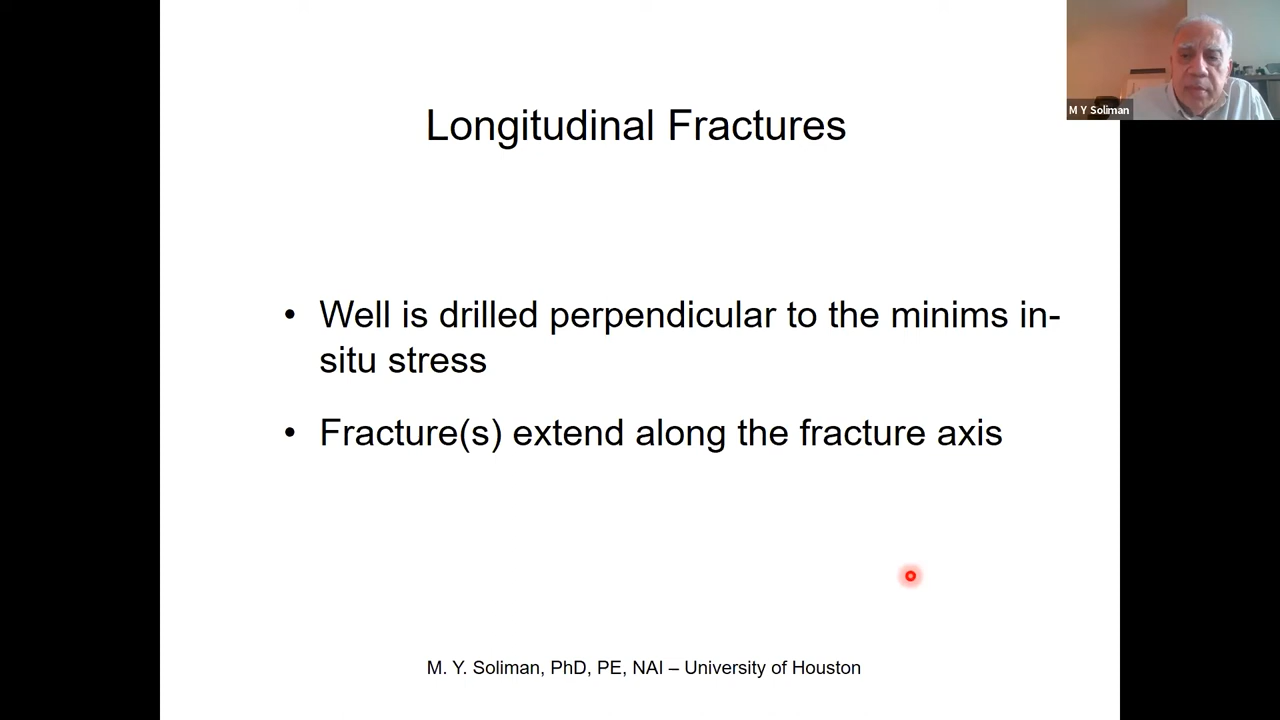 M Y Soliman
Longitudinal Fractures
• Well is drilled perpendicular to the minims in-
situ stress
• Fracture(s) extend along the fracture axis
M. Y. Soliman, PhD, PE, NAI – University of Houston